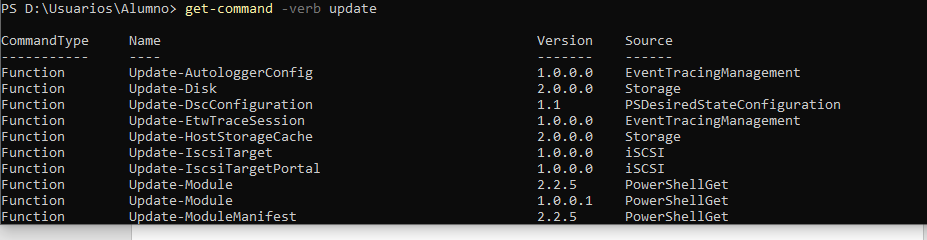 PS D:\Usuarios\Alumno> get-command -verb update
CommandType Name Version Source
----------- ---- ------- ------
Function Update-AutologgerConfig 1.0.0.0 EventTracingManagement
Function Update-Disk 2.0.0.0 Storage
Function Update-DscConfiguration 1.1 PSDesiredStateConfiguration
Function Update-EtwTraceSession 1.0.0.0 EventTracingManagement
Function Update-HostStorageCache 2.0.0.0 Storage
Function Update-IscsiTarget 1.0.0.0 iSCSI
Function Update-IscsiTargetPortal 1.0.0.0 iSCSI
Function Update-Module 2.2.5 PowerShellGet
Function Update-Module 1.0.0.1 PowerShellGet
Function Update-ModuleManifest 2.2.5 PowerShellGet